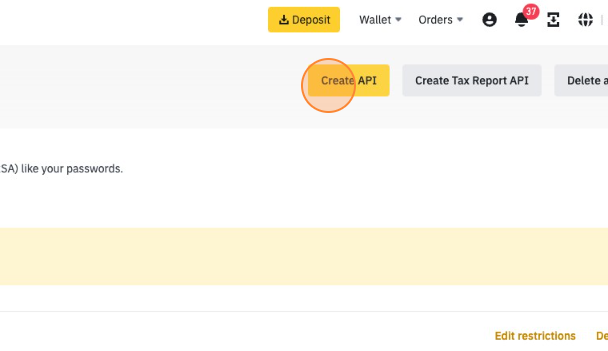 Deposit Wallet Orders 37
Create API Create Tax Report API Delete a
SA) like your passwords.
Edit restrictions De